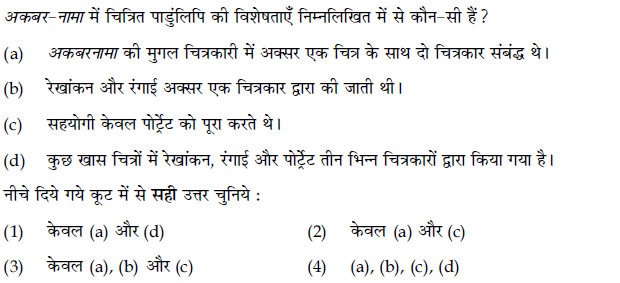 अकबर-नामा में चित्रित पाडुंलिपि की विशेषताएँ निम्नलिखित में से कौन-सी हैं ?
(a) अकबरनामा की मुगल चित्रकारी में अक्सर एक चित्र के साथ दो चित्रकार संबंद्ध थे।
(b) रेखांकन और रंगाई अक्सर एक चित्रकार द्वारा की जाती थी।
(c) सहयोगी केवल पोर्ट्रेट को पूरा करते थे।
(d) कुछ खास चित्रों में रेखांकन, रंगाई और पोर्ट्रेट तीन भिन्न चित्रकारों द्वारा किया गया है।
नीचे दिये गये कूट में से सही उत्तर चुनिये :
(1) केवल (a) और (d) (2) केवल (a) और (c)
(3) केवल (a), (b) और (c) (4) (a), (b), (c), (d)